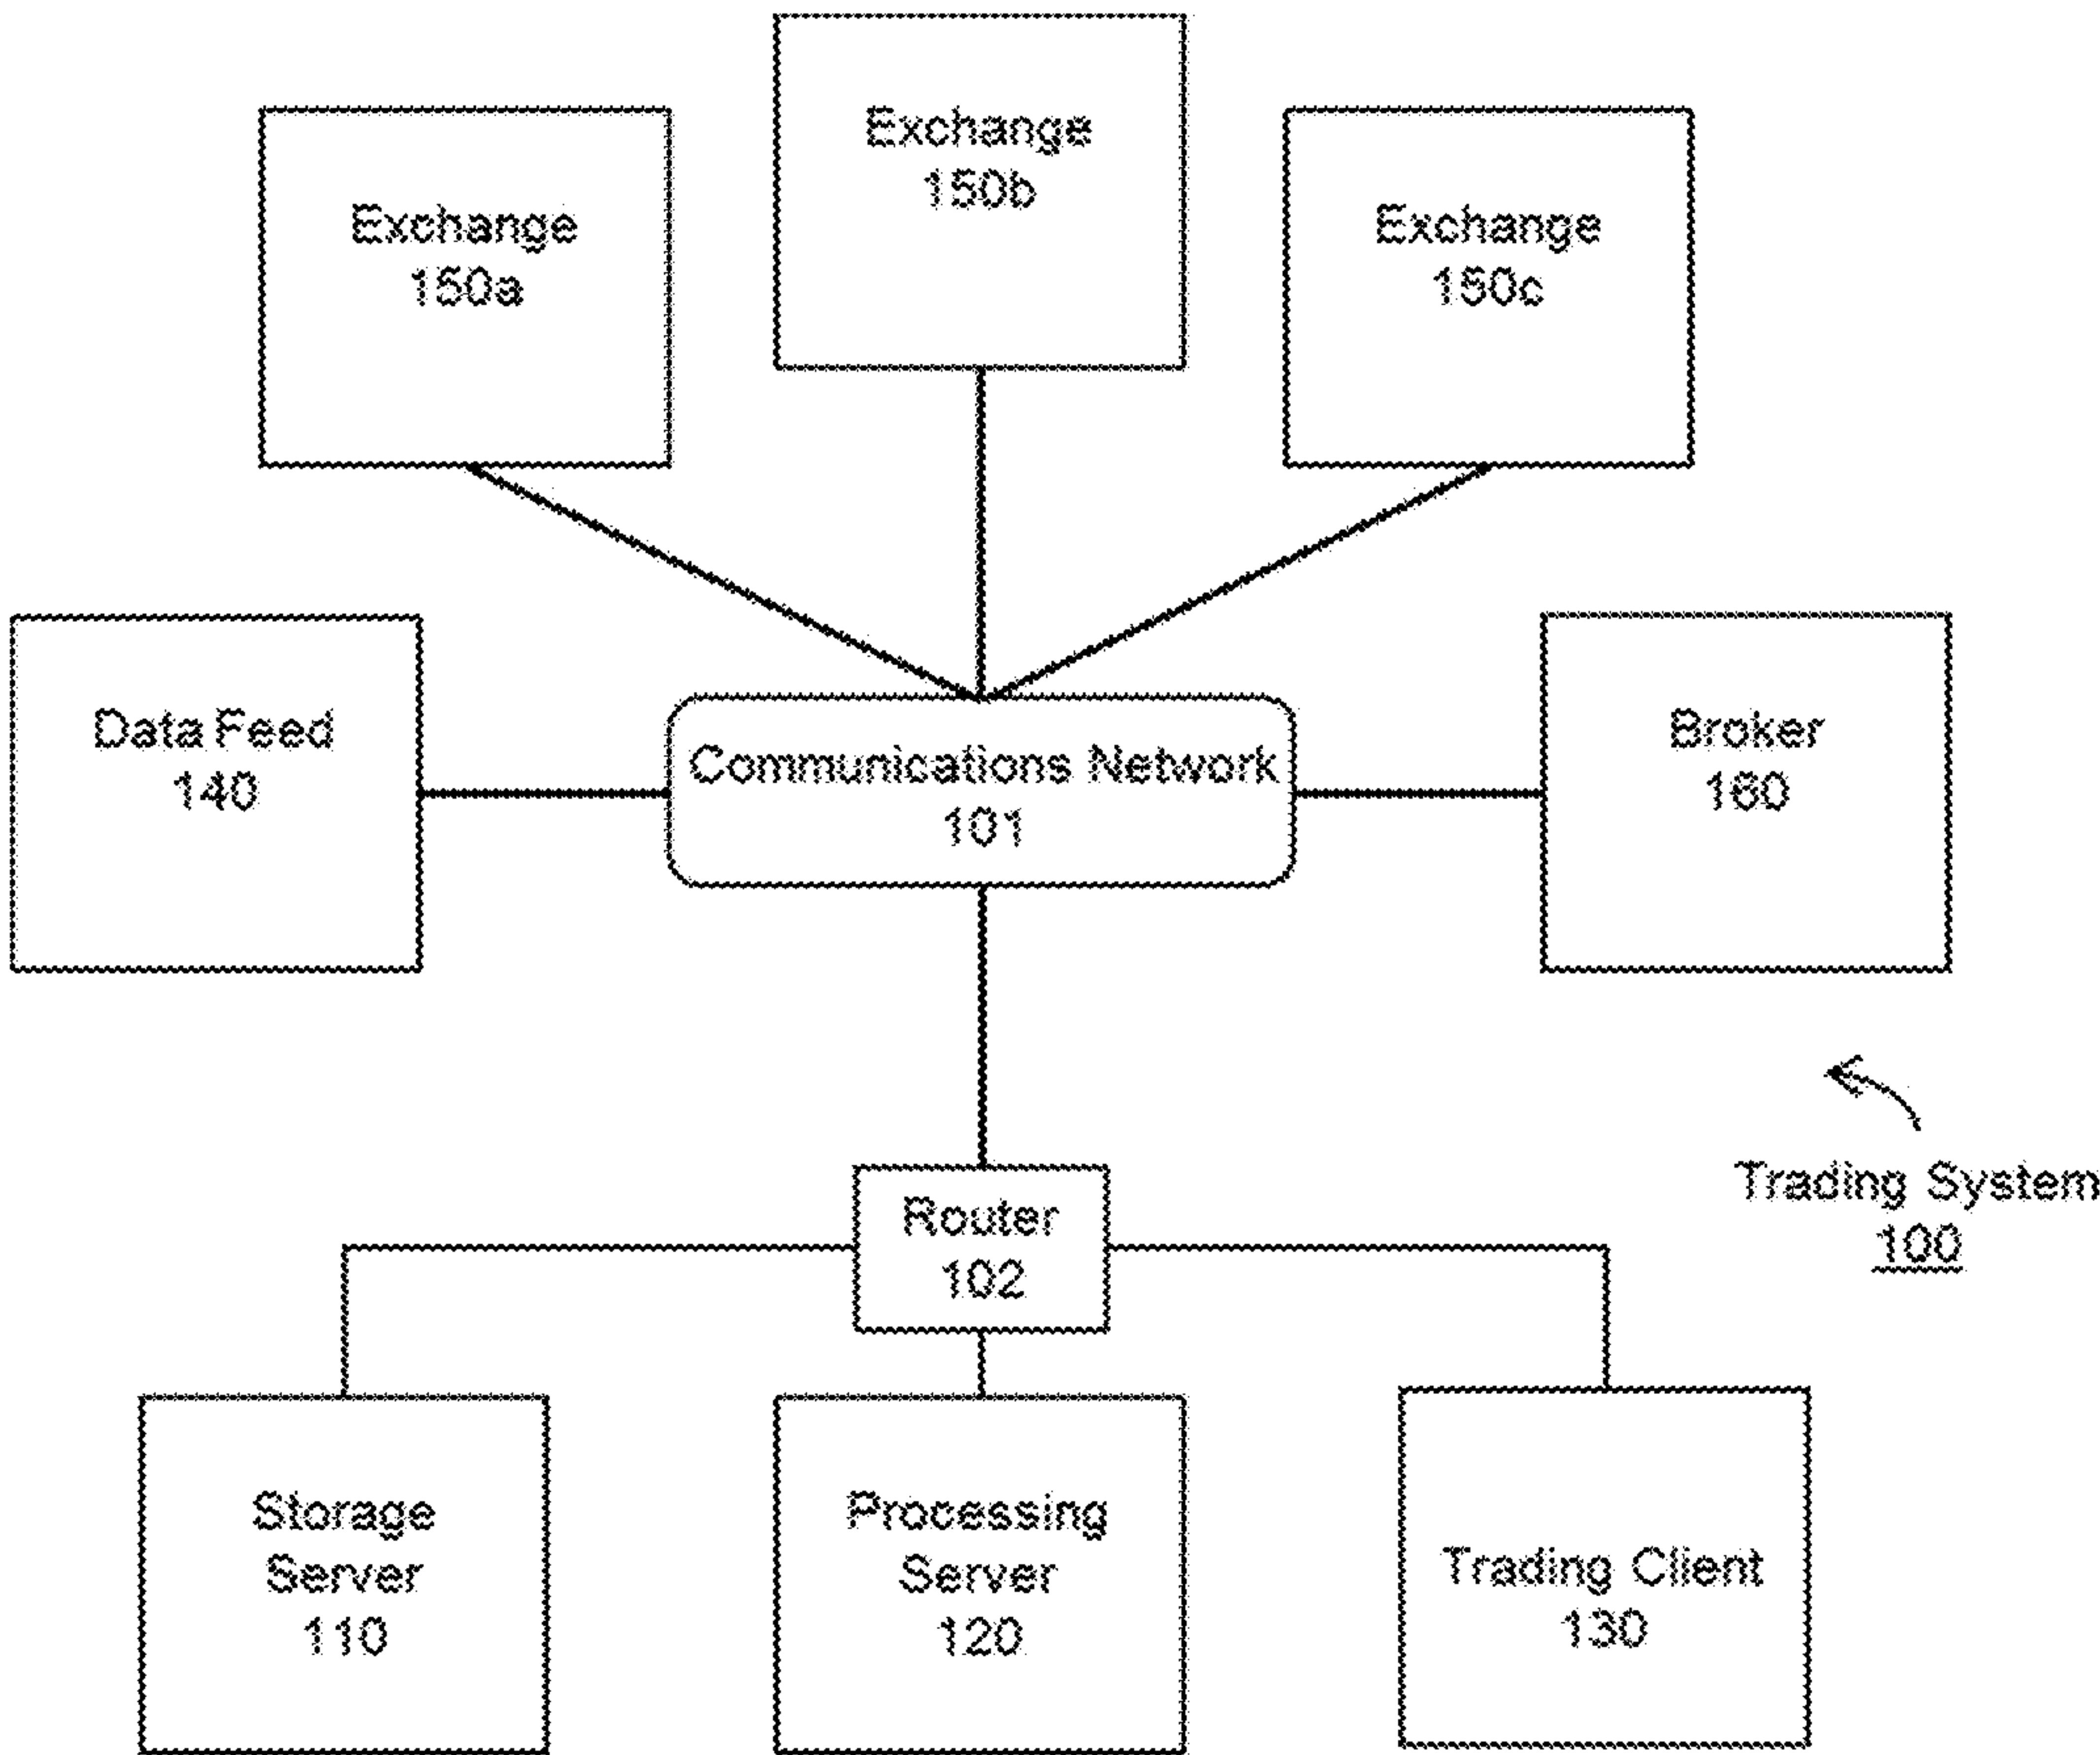 Exchange
150b
Exchange
150a
Exchange
150c
Data Feed
140
Communications Network
101
Broker
160
Trading System
100
Router
102
Storage
Server
110
Processing
Server
120
Trading Client
130